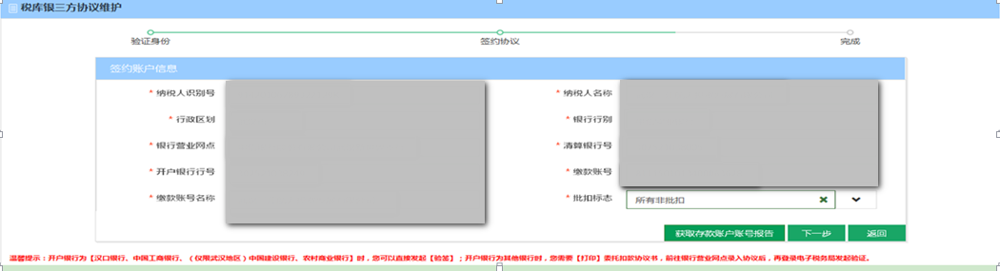 税库银三方协议维护
验证身份 签约协议 完成
签约账户信息
* 纳税人识别号 * 纳税人名称
* 行政区划 * 银行行别
* 银行营业网点 * 清算银行号
* 开户银行行号 * 缴款账号
* 缴款账号名称 * 批扣标志 所有非批扣
获取存款账户账号报告 下一步 返回
温馨提示：开户银行为【汉口银行、中国工商银行、（仅限武汉地区）中国建设银行、农村商业银行】时，您可以直接发起【验签】；开户银行为其他银行时，您需要【打印】委托扣款协议书，前往银行营业网点录入协议后，再登录电子税务局发起验证。